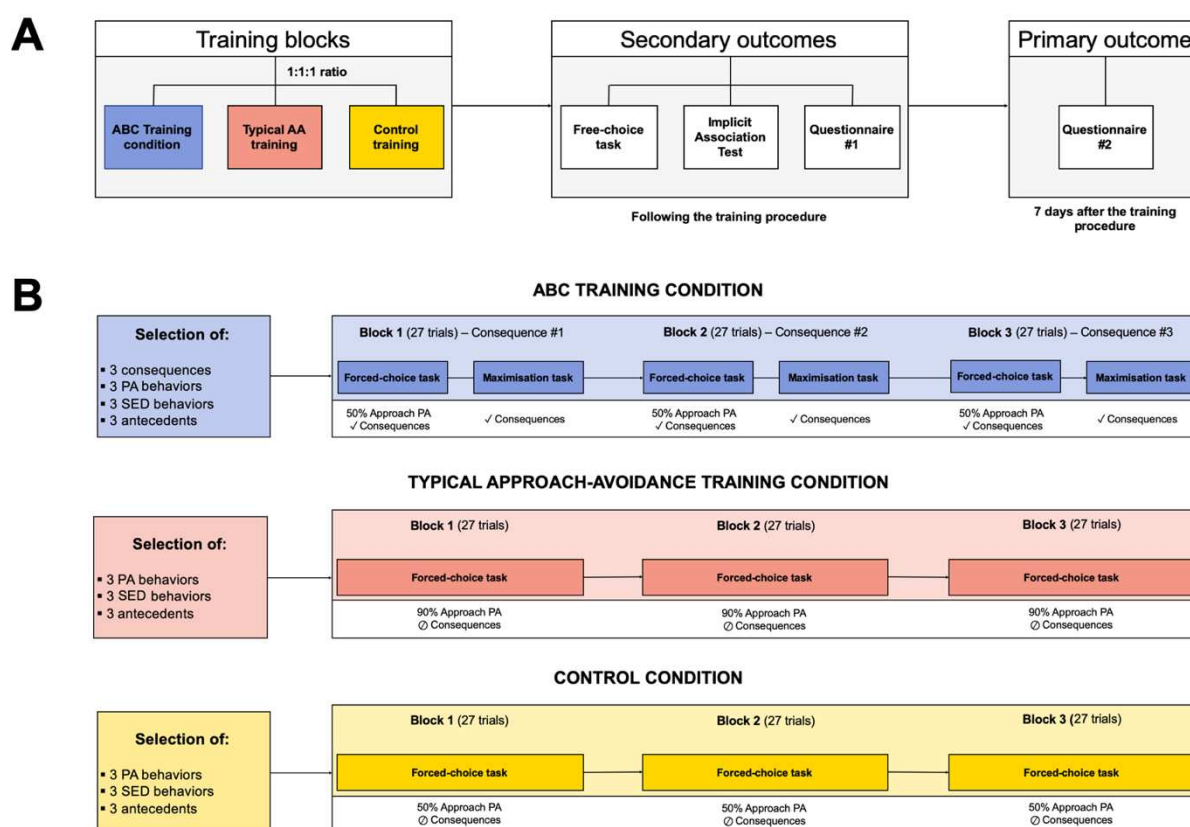 A
Training blocks
1:1:1 ratio
ABC Training
condition
Typical AA
training
Control
training
Secondary outcomes
Free-choice
task
Implicit
Association
Test
Questionnaire
#1
Following the training procedure
Primary outcome
Questionnaire
#2
7 days after the training
procedure
B
ABC TRAINING CONDITION
Selection of:
▪ 3 consequences
▪ 3 PA behaviors
▪ 3 SED behaviors
▪ 3 antecedents
Block 1 (27 trials) – Consequence #1
Block 2 (27 trials) – Consequence #2
Block 3 (27 trials) – Consequence #3
Forced-choice task
Maximisation task
Forced-choice task
Maximisation task
Forced-choice task
Maximisation task
50% Approach PA
✓ Consequences
✓ Consequences
50% Approach PA
✓ Consequences
✓ Consequences
50% Approach PA
✓ Consequences
✓ Consequences
TYPICAL APPROACH-AVOIDANCE TRAINING CONDITION
Selection of:
▪ 3 PA behaviors
▪ 3 SED behaviors
▪ 3 antecedents
Block 1 (27 trials)
Block 2 (27 trials)
Block 3 (27 trials)
Forced-choice task
Forced-choice task
Forced-choice task
90% Approach PA
∅ Consequences
90% Approach PA
∅ Consequences
90% Approach PA
∅ Consequences
CONTROL CONDITION
Selection of:
▪ 3 PA behaviors
▪ 3 SED behaviors
▪ 3 antecedents
Block 1 (27 trials)
Block 2 (27 trials)
Block 3 (27 trials)
Forced-choice task
Forced-choice task
Forced-choice task
50% Approach PA
∅ Consequences
50% Approach PA
∅ Consequences
50% Approach PA
∅ Consequences